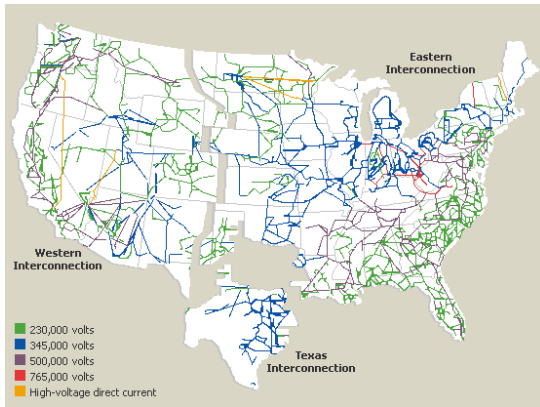 Eastern
Interconnection
Western
Interconnection
Texas
Interconnection
230,000 volts
345,000 volts
500,000 volts
765,000 volts
High-voltage direct current